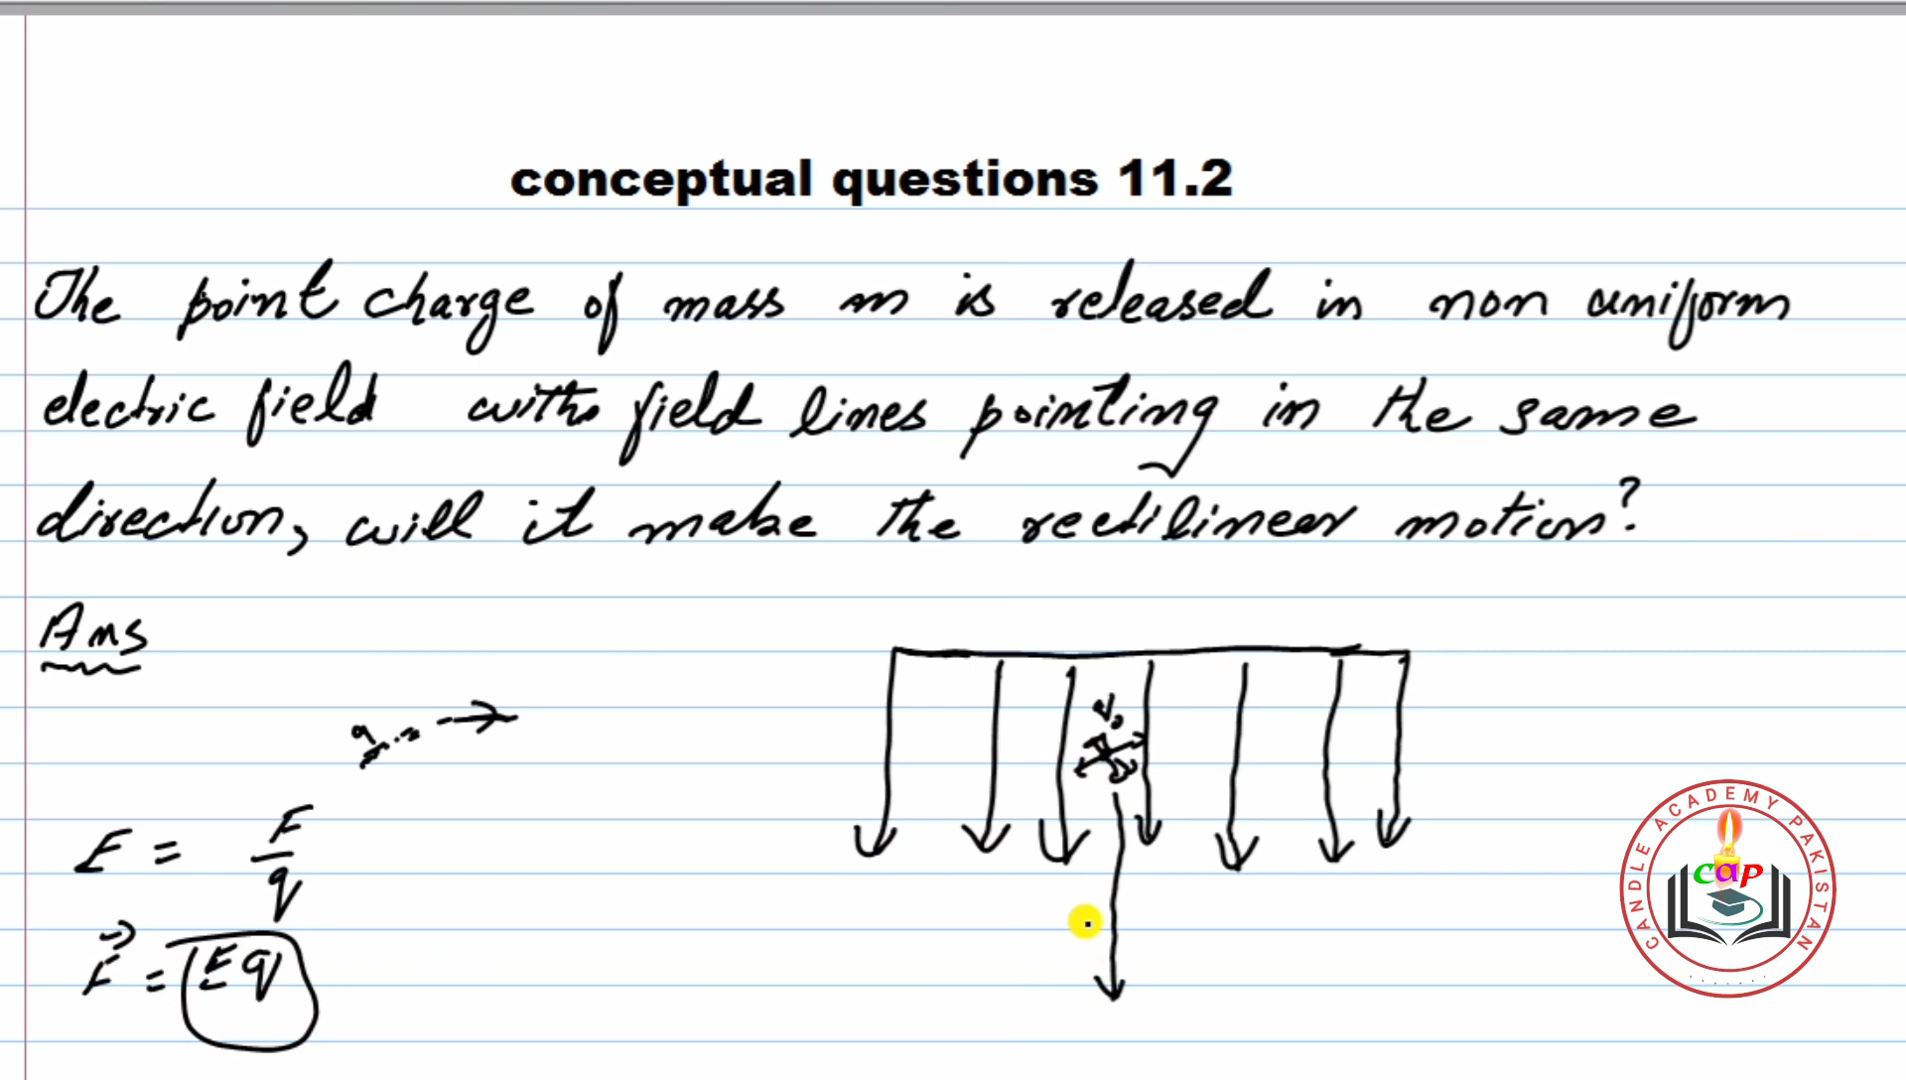 conceptual questions 11.2
The point charge of mass m is released in non uniform
electric field with field lines pointing in the same
direction, will it make the rectilinear motion?
Ans
q
q₀
E = F/q
F⃗ = Eq
CANDLE ACADEMY PAKISTAN
cap